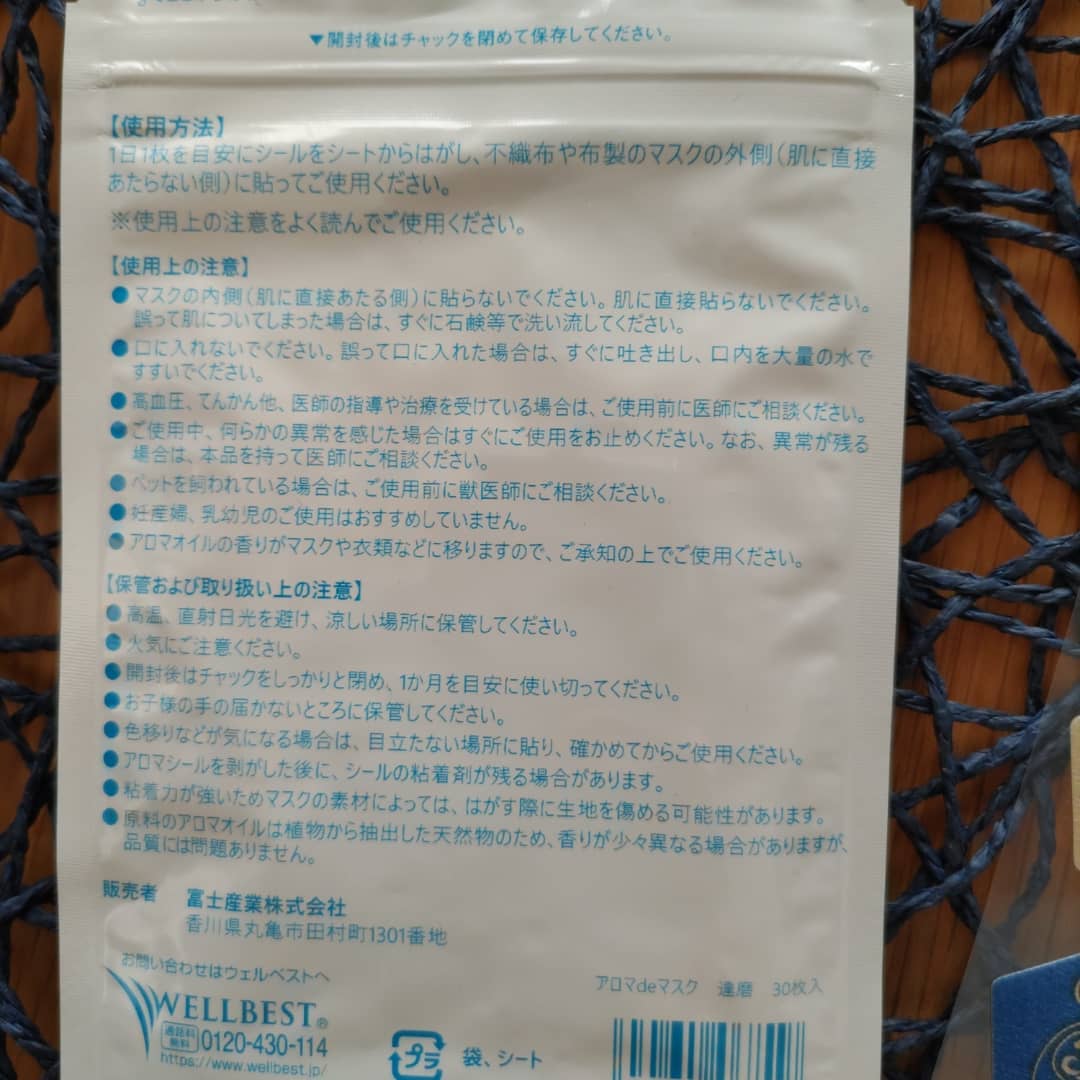 ▼開封後はチャックを閉めて保存してください。
【使用方法】
1日1枚を目安にシールをシートからはがし、不織布や布製のマスクの外側(肌に直接
あたらない側)に貼ってご使用ください。
※使用上の注意をよく読んでご使用ください。
【使用上の注意】
●マスクの内側(肌に直接あたる側)に貼らないでください。肌に直接貼らないでください。
誤って肌についてしまった場合は、すぐに石鹸等で洗い流してください。
●口に入れないでください。誤って口に入れた場合は、すぐに吐き出し、口内を大量の水で
すすいでください。
●高血圧、てんかん他、医師の指導や治療を受けている場合は、ご使用前に医師にご相談ください。
●ご使用中、何らかの異常を感じた場合はすぐにご使用をお止めください。なお、異常が残る
場合は、本品を持って医師にご相談ください。
●ペットを飼われている場合は、ご使用前に獣医師にご相談ください。
●妊産婦、乳幼児のご使用はおすすめしていません。
●アロマオイルの香りがマスクや衣類などに移りますので、ご承知の上でご使用ください。
【保管および取り扱い上の注意】
●高温、直射日光を避け、涼しい場所に保管してください。
●火気にご注意ください。
●開封後はチャックをしっかりと閉め、1か月を目安に使い切ってください。
●お子様の手の届かないところに保管してください。
●色移りなどが気になる場合は、目立たない場所に貼り、確かめてからご使用ください。
●アロマシールを剥がした後に、シールの粘着剤が残る場合があります。
●粘着力が強いためマスクの素材によっては、はがす際に生地を傷める可能性があります。
●原料のアロマオイルは植物から抽出した天然物のため、香りが少々異なる場合がありますが、
品質には問題ありません。
販売者 富士産業株式会社
香川県丸亀市田村町1301番地
お問い合わせはウェルベストへ
WELLBEST®
通話料無料 0120-430-114
https://www.wellbest.jp/
アロマdeマスク 達磨 30枚入
プラ 袋、シート